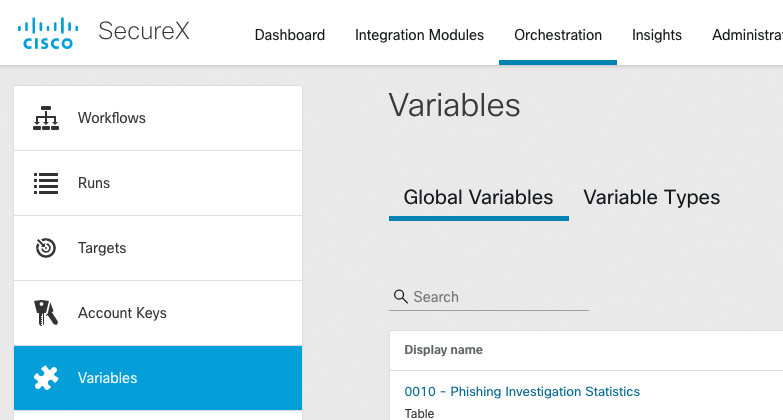 CISCO SecureX Dashboard Integration Modules Orchestration Insights Administra
Workflows
Runs
Targets
Account Keys
Variables
Variables
Global Variables Variable Types
Search
Display name
0010 - Phishing Investigation Statistics
Table